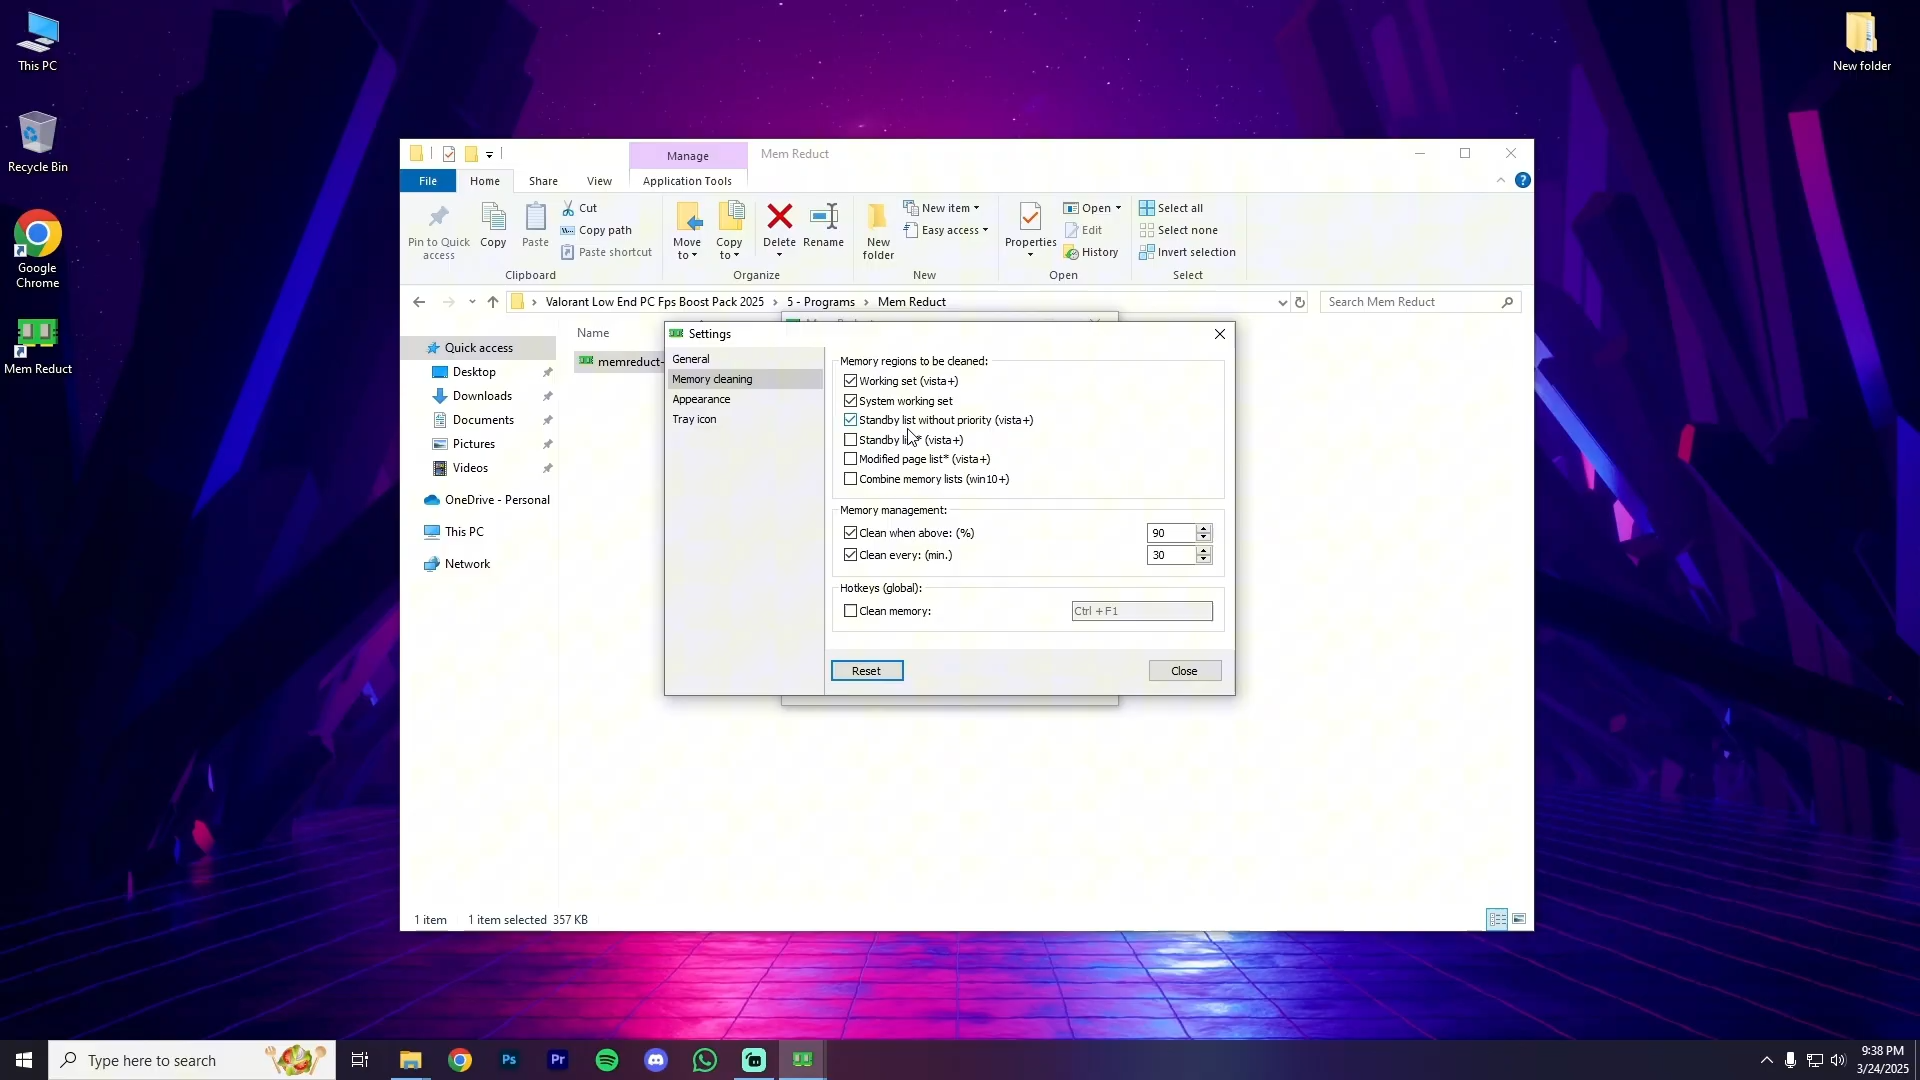 This PC
Recycle Bin
Google
Chrome
Mem Reduct
New folder
Manage
Mem Reduct
File
Home
Share
View
Application Tools
Pin to Quick
access
Copy
Paste
Cut
Copy path
Paste shortcut
Clipboard
Move
to
Copy
to
Delete
Rename
Organize
New
folder
New item
Easy access
New
Properties
Open
Edit
History
Open
Select all
Select none
Invert selection
Select
Valorant Low End PC Fps Boost Pack 2025 > 5 - Programs > Mem Reduct
Search Mem Reduct
Quick access
Desktop
Downloads
Documents
Pictures
Videos
OneDrive - Personal
This PC
Network
Name
memreduct-
Settings
General
Memory cleaning
Appearance
Tray icon
Memory regions to be cleaned:
Working set (vista+)
System working set
Standby list without priority (vista+)
Standby list* (vista+)
Modified page list* (vista+)
Combine memory lists (win10+)
Memory management:
Clean when above: (%)
90
Clean every: (min.)
30
Hotkeys (global):
Clean memory:
Ctrl + F1
Reset
Close
1 item
1 item selected 357 KB
Type here to search
Ps
Pr
9:38 PM
3/24/2025